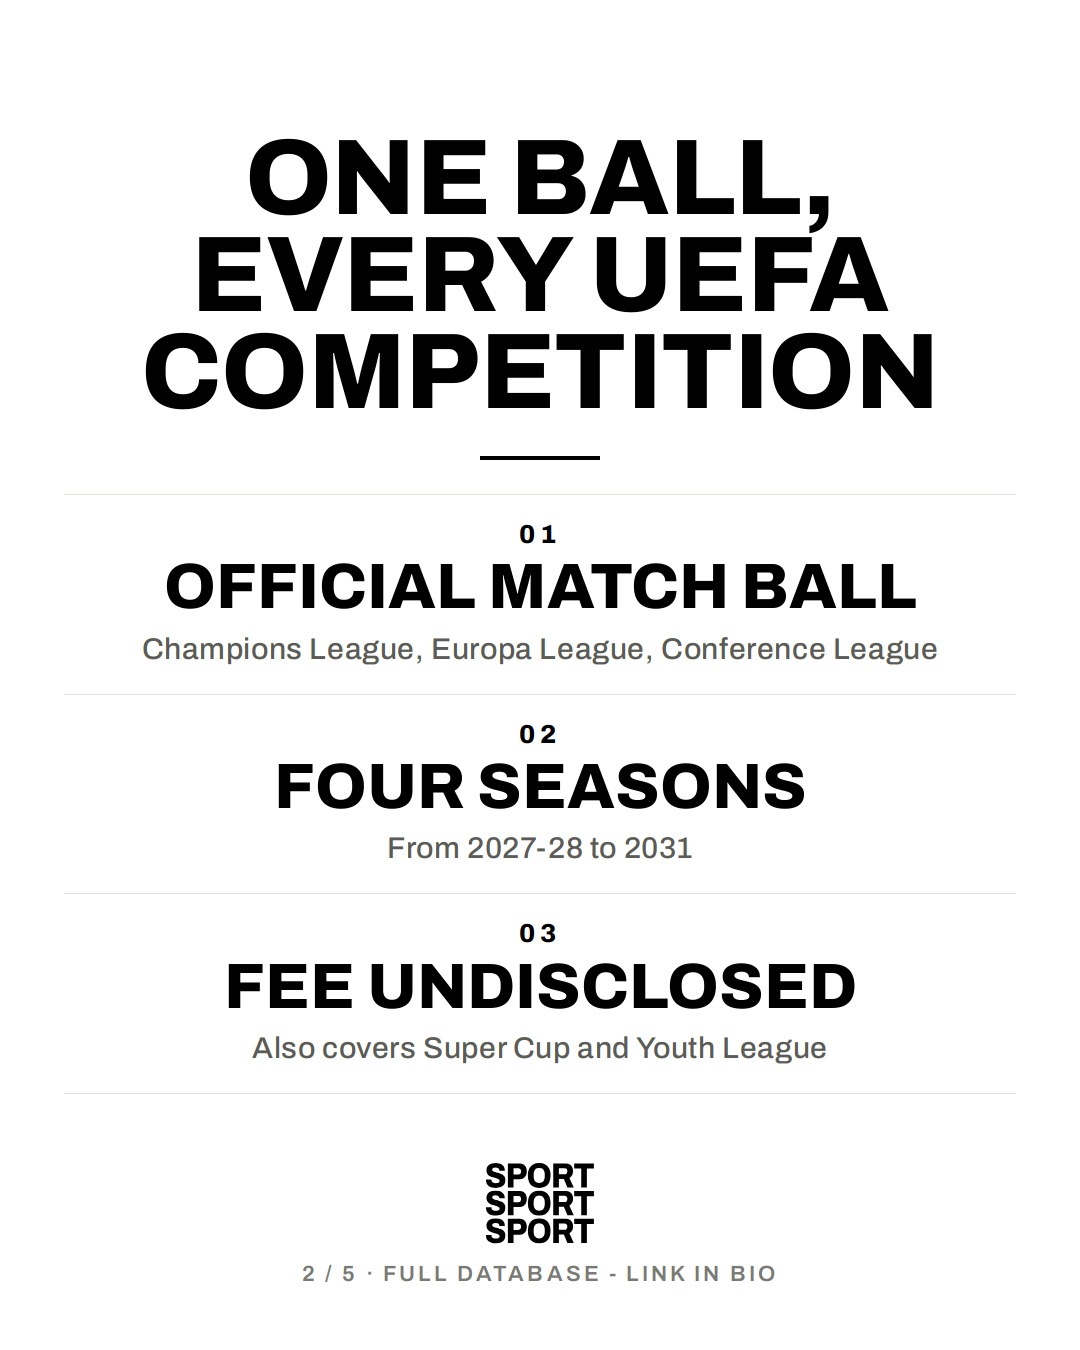 ONE BALL,
EVERY UEFA
COMPETITION
01
OFFICIAL MATCH BALL
Champions League, Europa League, Conference League
02
FOUR SEASONS
From 2027-28 to 2031
03
FEE UNDISCLOSED
Also covers Super Cup and Youth League
SPORT
SPORT
SPORT
2 / 5 · FULL DATABASE - LINK IN BIO